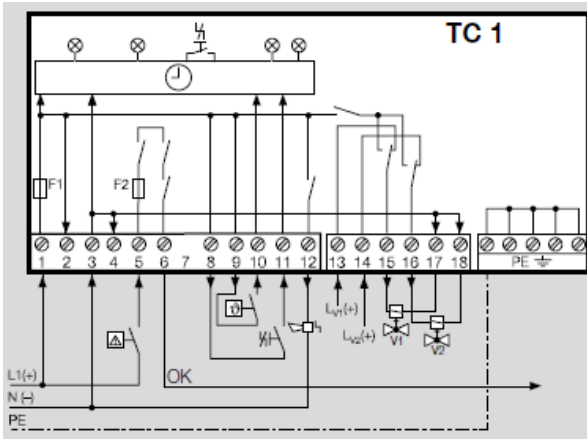 TC 1
F1
F2
1 2 3 4 5 6 7 8 9 10 11 12 13 14 15 16 17 18 PE
LV1(+)
LV2(+)
V1
V2
L1(+)
OK
N (–)
PE